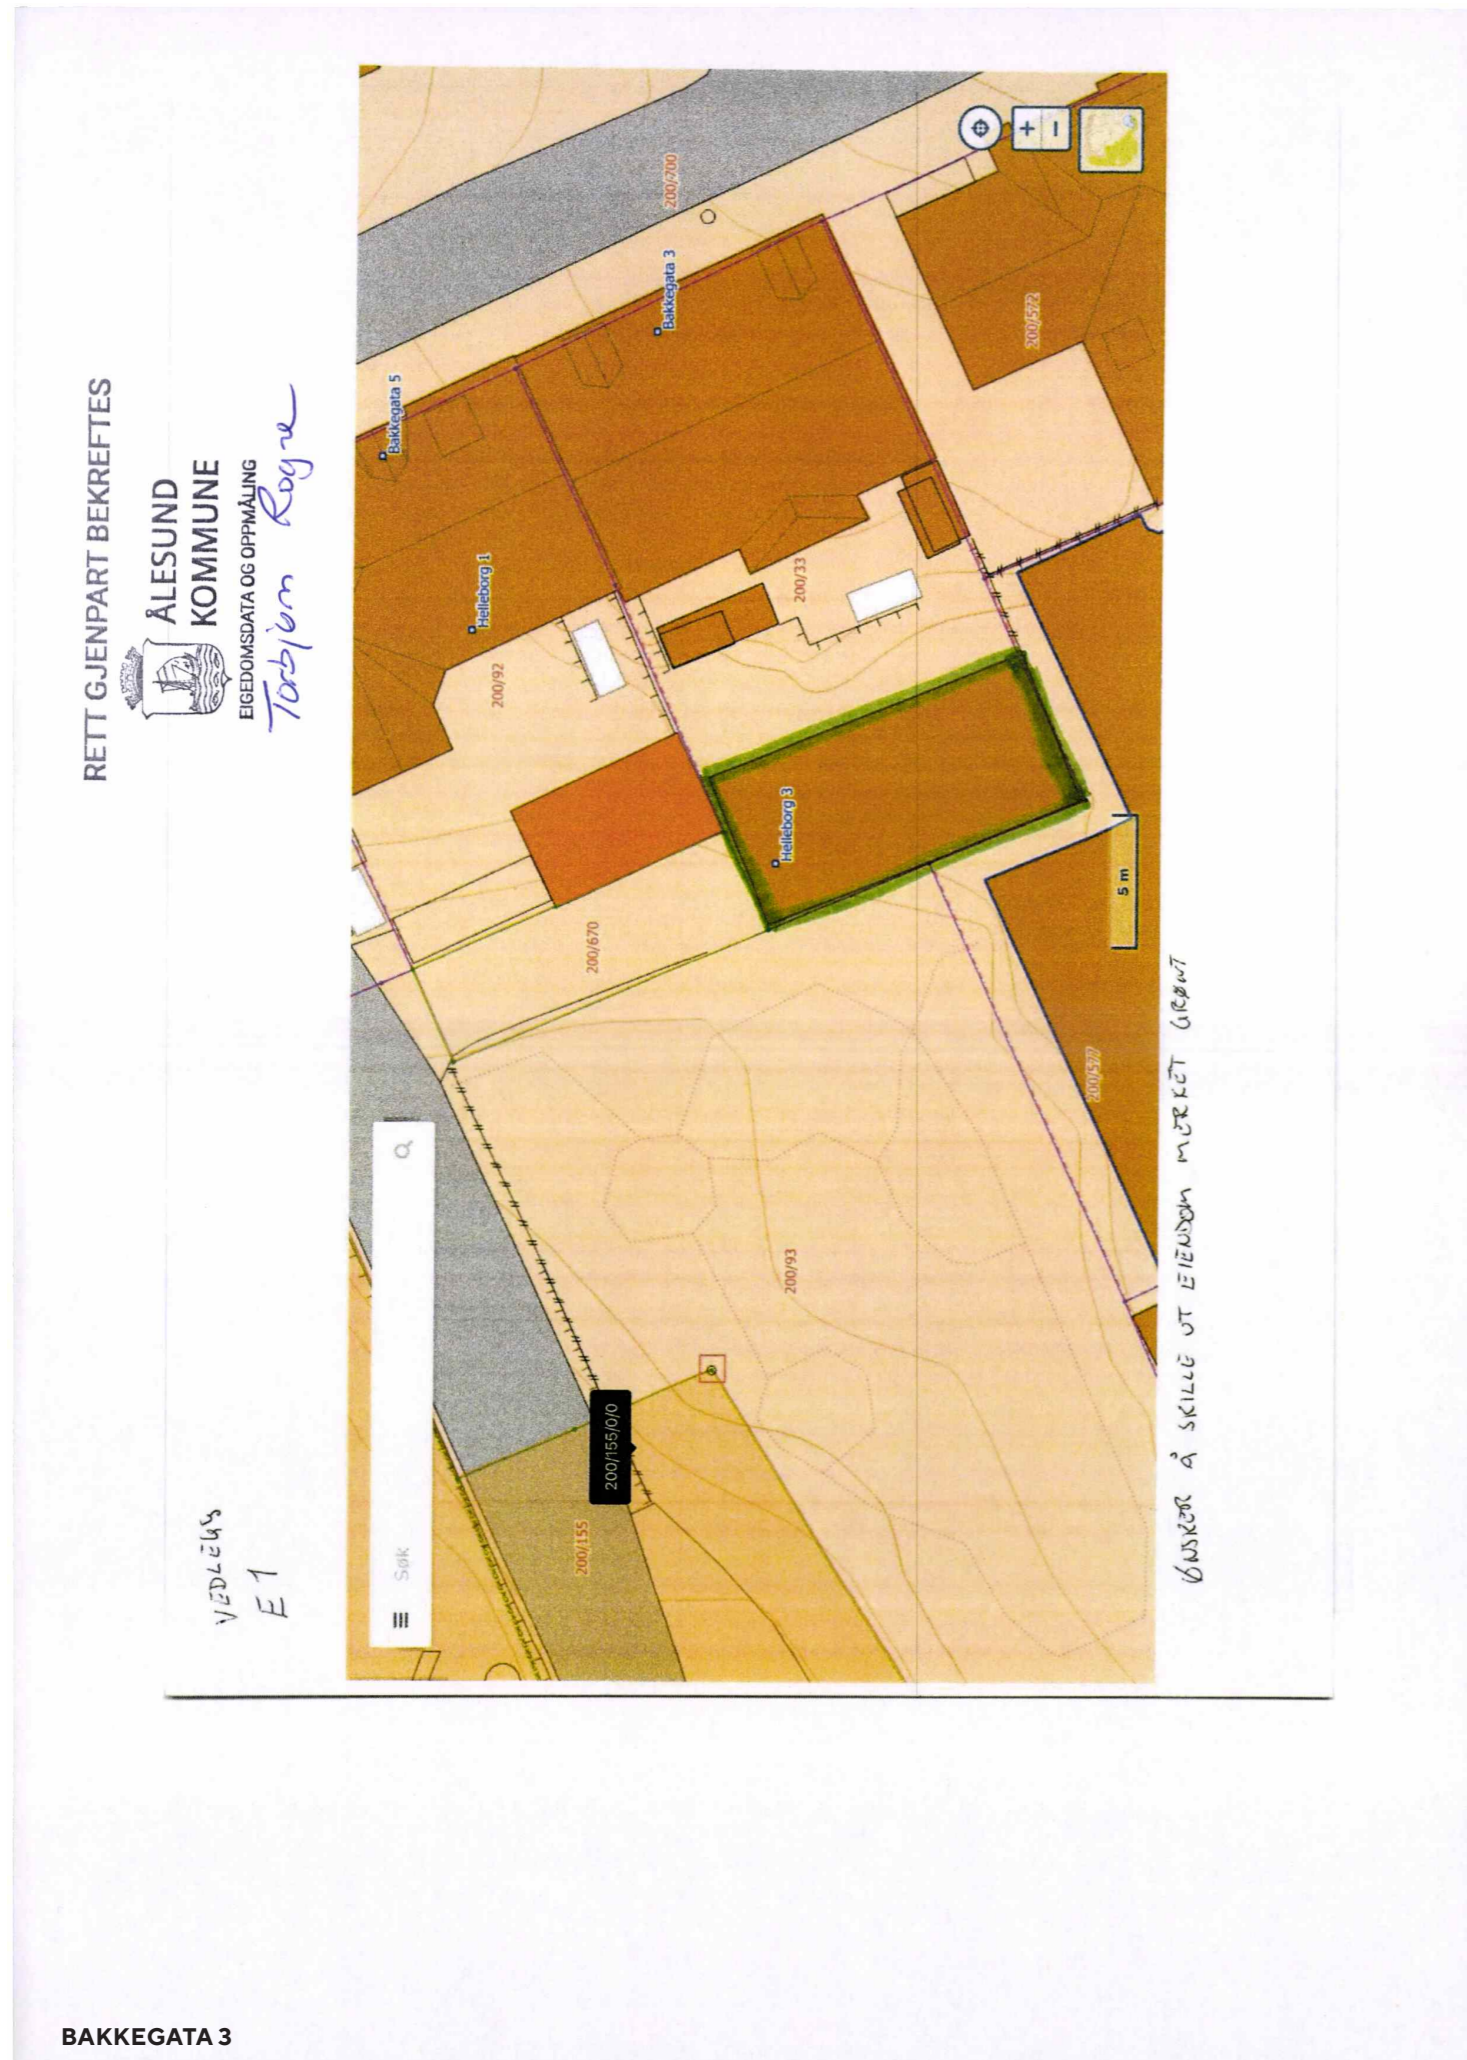 RETT GJENPART BEKREFTES
ÅLESUND
KOMMUNE
EIGEDOMSDATA OG OPPMÅLING
Torbjørn Rogne
VEDLEGG
E1
Søk
200/155
200/155/0/0
200/93
200/670
200/92
Helleborg 1
Bakkegata 5
200/700
Bakkegata 3
200/33
Helleborg 3
200/572
200/577
+
−
5 m
ØNSKER Å SKILLE UT EIENDOM MERKET GRØNT
BAKKEGATA 3